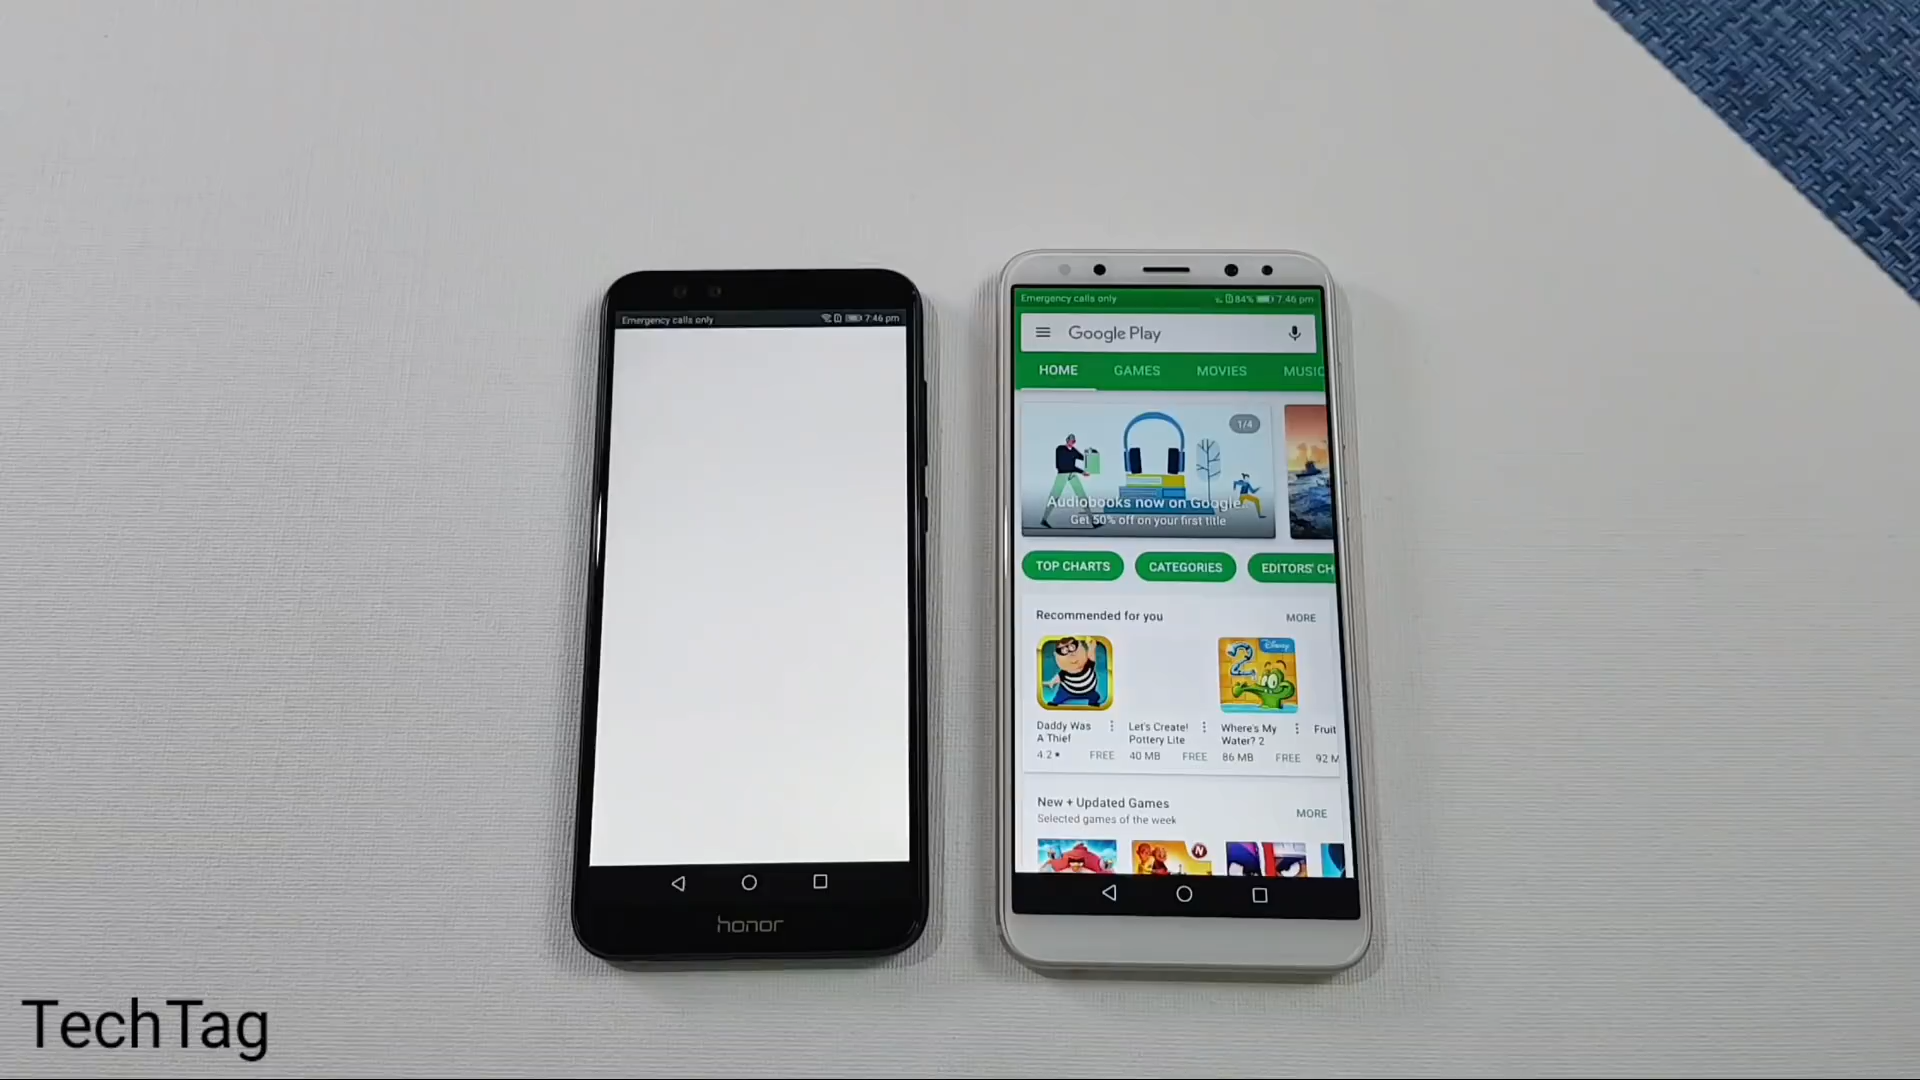 Emergency calls only
7:46 pm
honor
Emergency calls only
84%
7:46 pm
Google Play
HOME GAMES MOVIES MUSIC
1/4
Audiobooks now on Google
Get 50% off on your first title
TOP CHARTS CATEGORIES EDITORS' CH
Recommended for you MORE
Disney
2
Daddy Was
A Thief
4.2 FREE
Let's Create!
Pottery Lite
40 MB FREE
Where's My
Water? 2
86 MB FREE
Fruit
92 M
New + Updated Games
Selected games of the week
MORE
N
TechTag